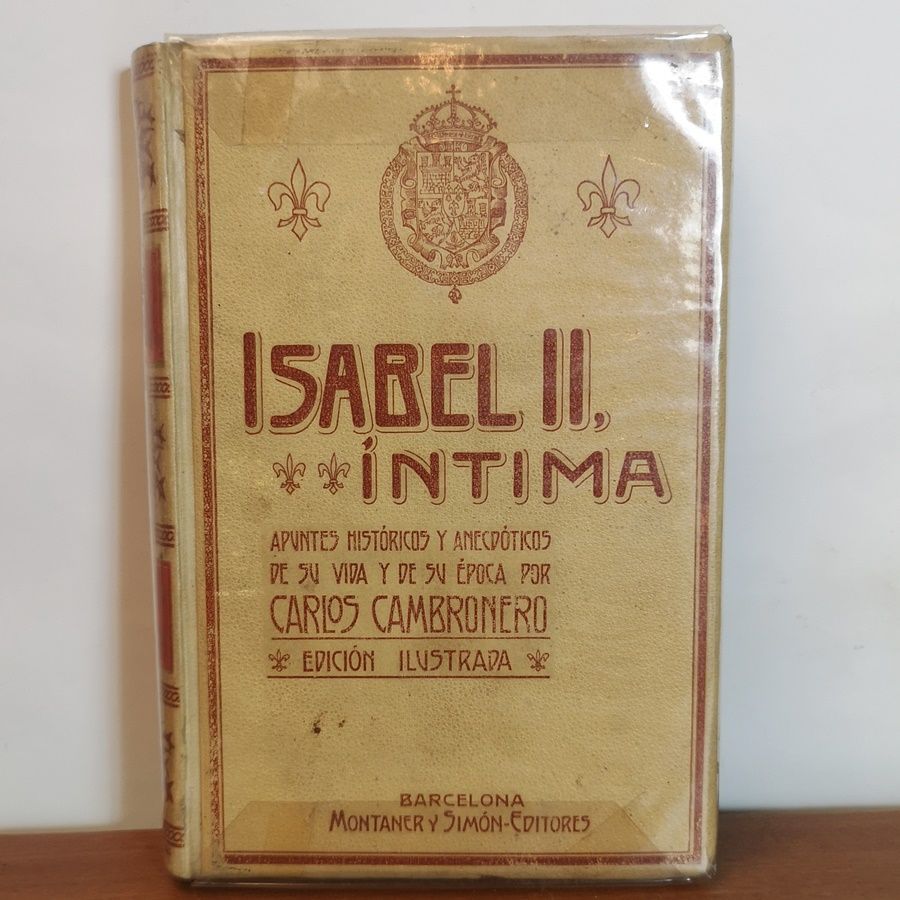 ISABEL II,
ÍNTIMA
APUNTES HISTÓRICOS Y ANECDÓTICOS
DE SU VIDA Y DE SU ÉPOCA POR
CARLOS CAMBRONERO
EDICIÓN ILUSTRADA
BARCELONA
MONTANER Y SIMÓN-EDITORES